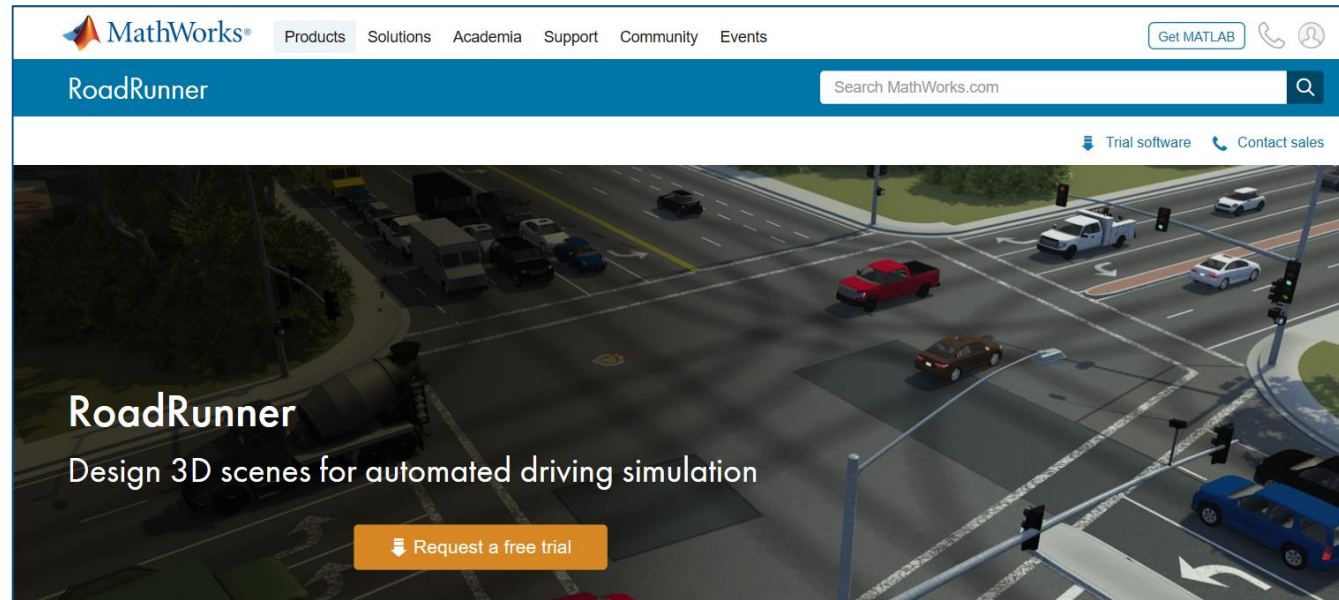 MathWorks®
Products Solutions Academia Support Community Events
Get MATLAB
RoadRunner
Search MathWorks.com
Trial software Contact sales
RoadRunner
Design 3D scenes for automated driving simulation
Request a free trial